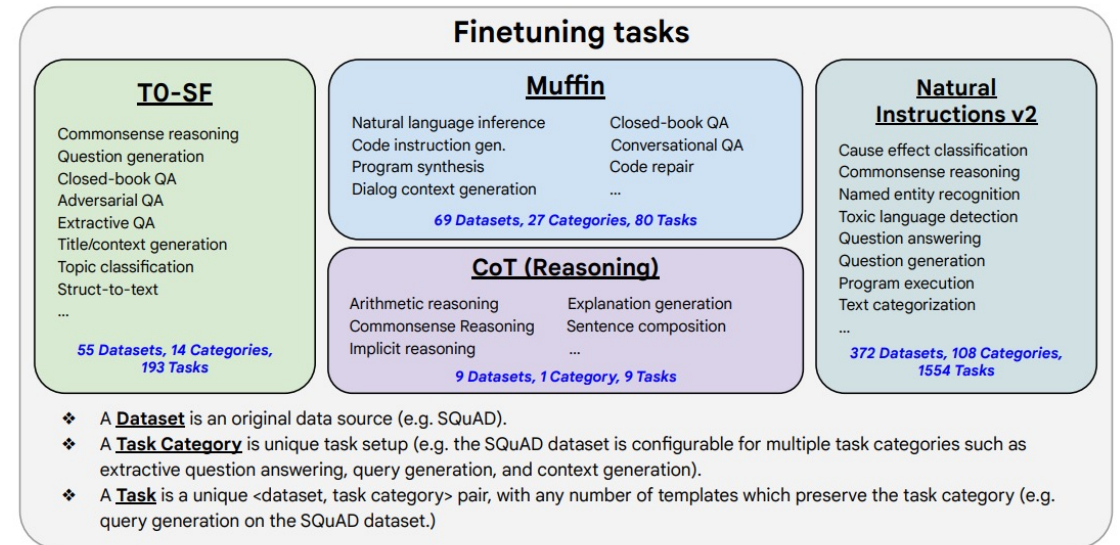 Finetuning tasks
T0-SF
Commonsense reasoning
Question generation
Closed-book QA
Adversarial QA
Extractive QA
Title/context generation
Topic classification
Struct-to-text
...
55 Datasets, 14 Categories,
193 Tasks
Muffin
Natural language inference
Code instruction gen.
Program synthesis
Dialog context generation
Closed-book QA
Conversational QA
Code repair
...
69 Datasets, 27 Categories, 80 Tasks
CoT (Reasoning)
Arithmetic reasoning
Commonsense Reasoning
Implicit reasoning
Explanation generation
Sentence composition
...
9 Datasets, 1 Category, 9 Tasks
Natural
Instructions v2
Cause effect classification
Commonsense reasoning
Named entity recognition
Toxic language detection
Question answering
Question generation
Program execution
Text categorization
...
372 Datasets, 108 Categories,
1554 Tasks
❖ A Dataset is an original data source (e.g. SQuAD).
❖ A Task Category is unique task setup (e.g. the SQuAD dataset is configurable for multiple task categories such as
extractive question answering, query generation, and context generation).
❖ A Task is a unique <dataset, task category> pair, with any number of templates which preserve the task category (e.g.
query generation on the SQuAD dataset.)